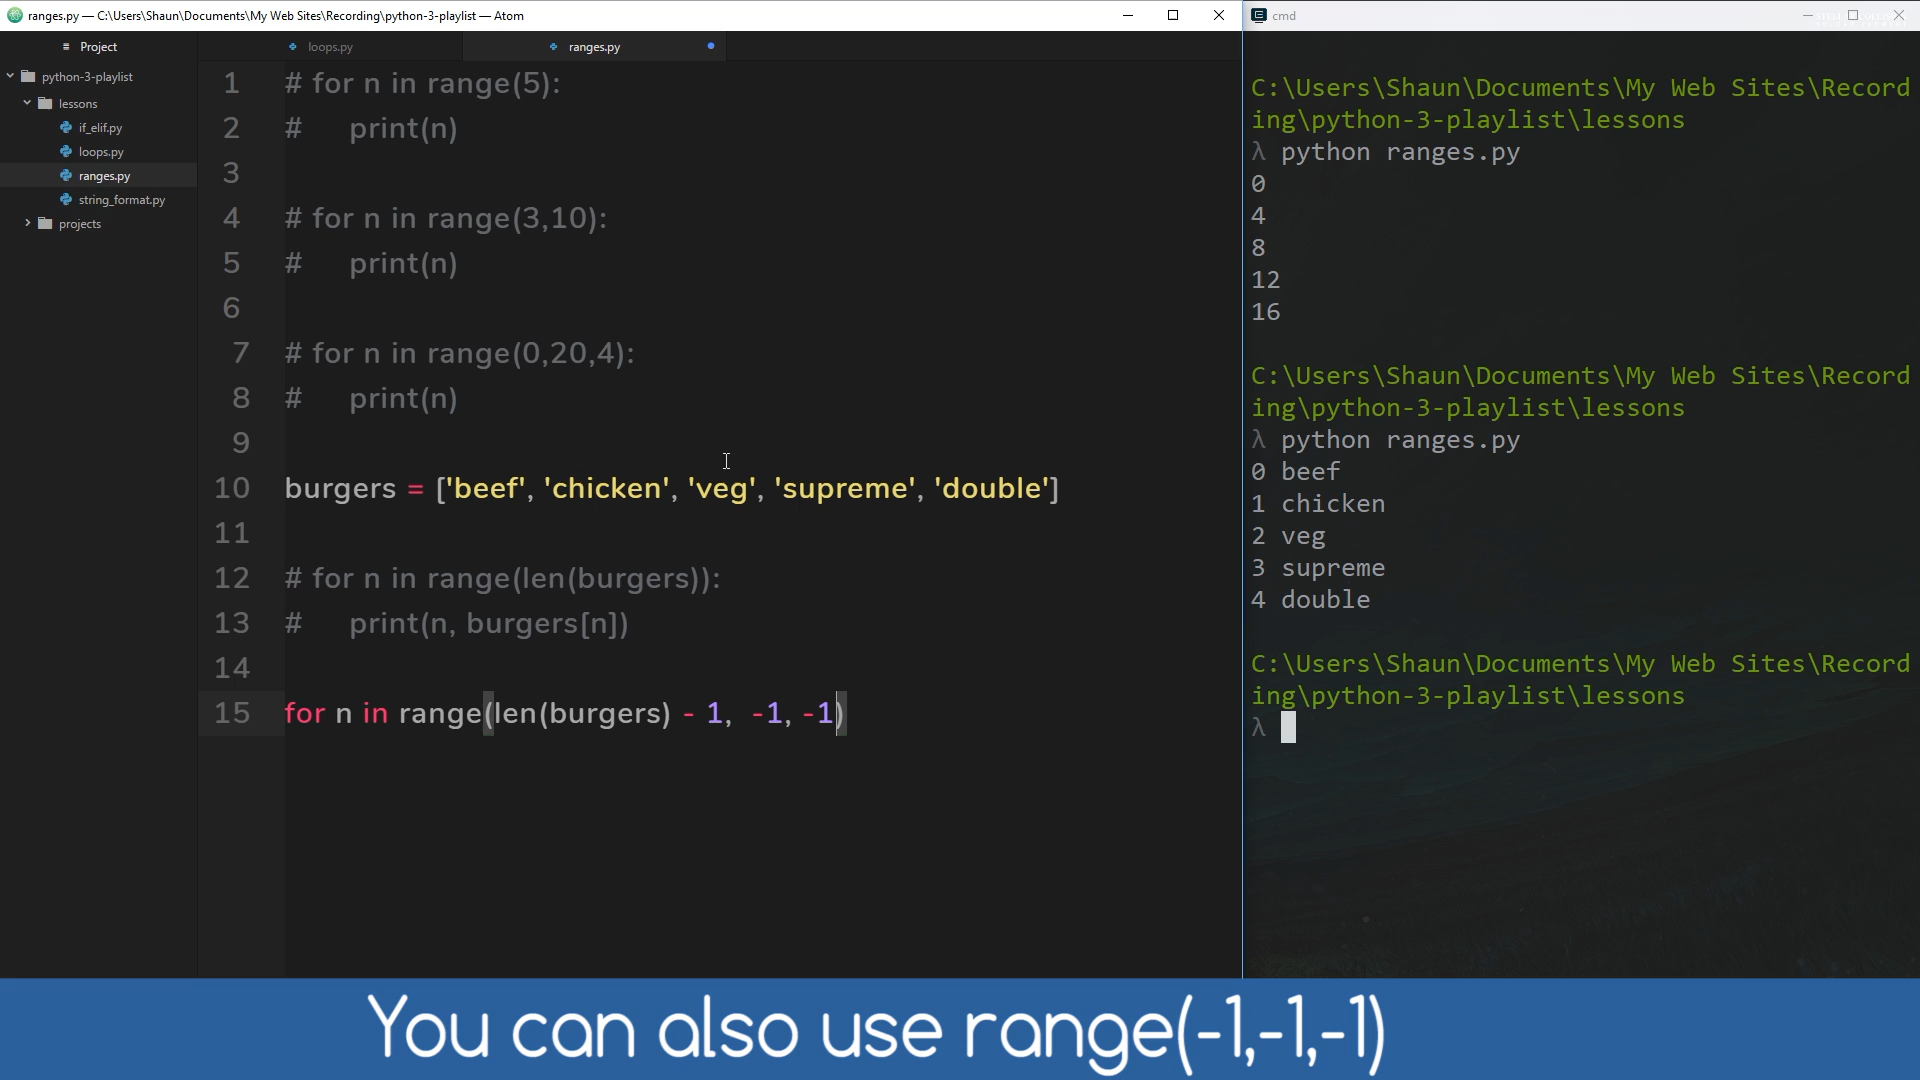 ranges.py — C:\Users\Shaun\Documents\My Web Sites\Recording\python-3-playlist — Atom
Project
python-3-playlist
lessons
if_elif.py
loops.py
ranges.py
string_format.py
projects
loops.py
ranges.py
1 # for n in range(5):
2 #    print(n)
3
4 # for n in range(3,10):
5 #    print(n)
6
7 # for n in range(0,20,4):
8 #    print(n)
9
10 burgers = ['beef', 'chicken', 'veg', 'supreme', 'double']
11
12 # for n in range(len(burgers)):
13 #    print(n, burgers[n])
14
15 for n in range(len(burgers) - 1,  -1, -1)
cmd
C:\Users\Shaun\Documents\My Web Sites\Record
ing\python-3-playlist\lessons
λ python ranges.py
0
4
8
12
16
C:\Users\Shaun\Documents\My Web Sites\Record
ing\python-3-playlist\lessons
λ python ranges.py
0 beef
1 chicken
2 veg
3 supreme
4 double
C:\Users\Shaun\Documents\My Web Sites\Record
ing\python-3-playlist\lessons
λ
You can also use range(-1,-1,-1)